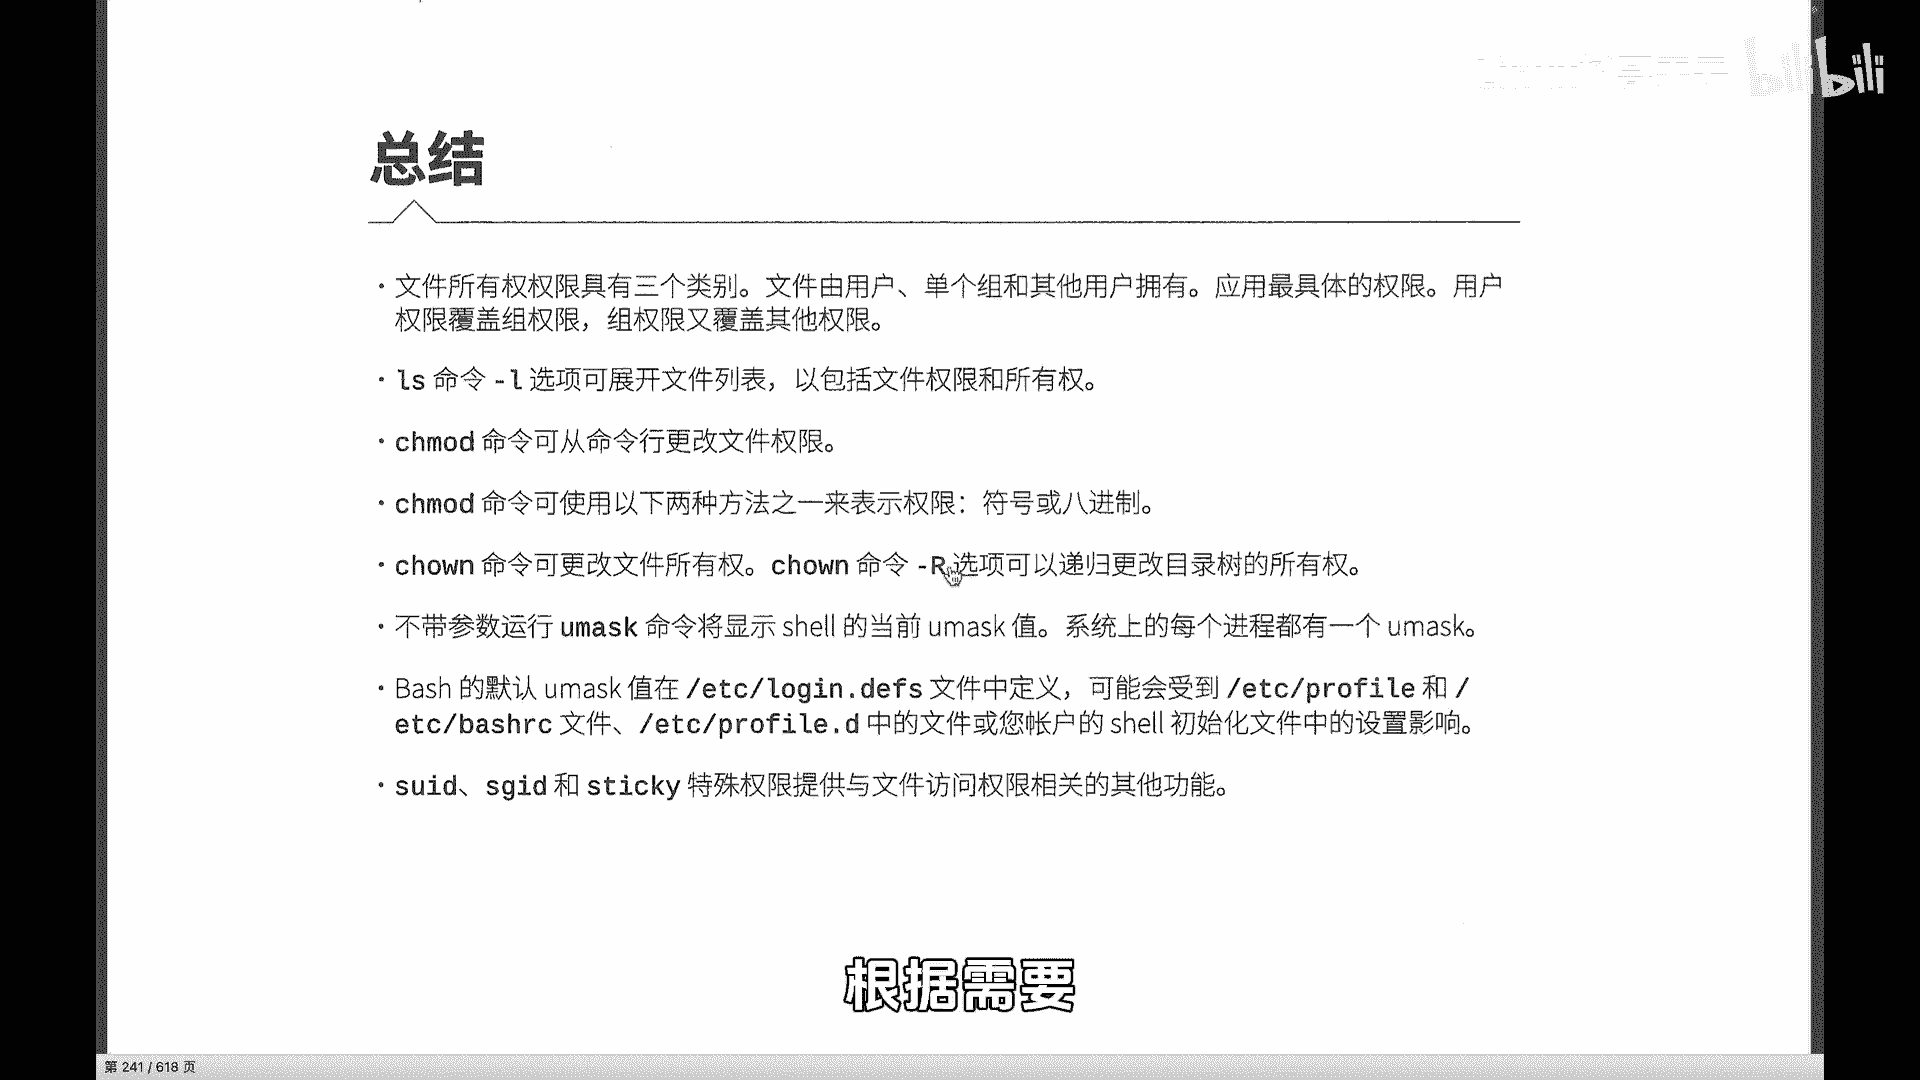 bilibili
总结
• 文件所有权权限具有三个类别。文件由用户、单个组和其他用户拥有。应用最具体的权限。用户
权限覆盖组权限，组权限又覆盖其他权限。
• ls 命令 -l 选项可展开文件列表，以包括文件权限和所有权。
• chmod 命令可从命令行更改文件权限。
• chmod 命令可使用以下两种方法之一来表示权限：符号或八进制。
• chown 命令可更改文件所有权。chown 命令 -R 选项可以递归更改目录树的所有权。
• 不带参数运行 umask 命令将显示 shell 的当前 umask 值。系统上的每个进程都有一个 umask。
• Bash 的默认 umask 值在 /etc/login.defs 文件中定义，可能会受到 /etc/profile 和 /
etc/bashrc 文件、/etc/profile.d 中的文件或您帐户的 shell 初始化文件中的设置影响。
• suid、sgid 和 sticky 特殊权限提供与文件访问权限相关的其他功能。
根据需要
第 241 / 618 页